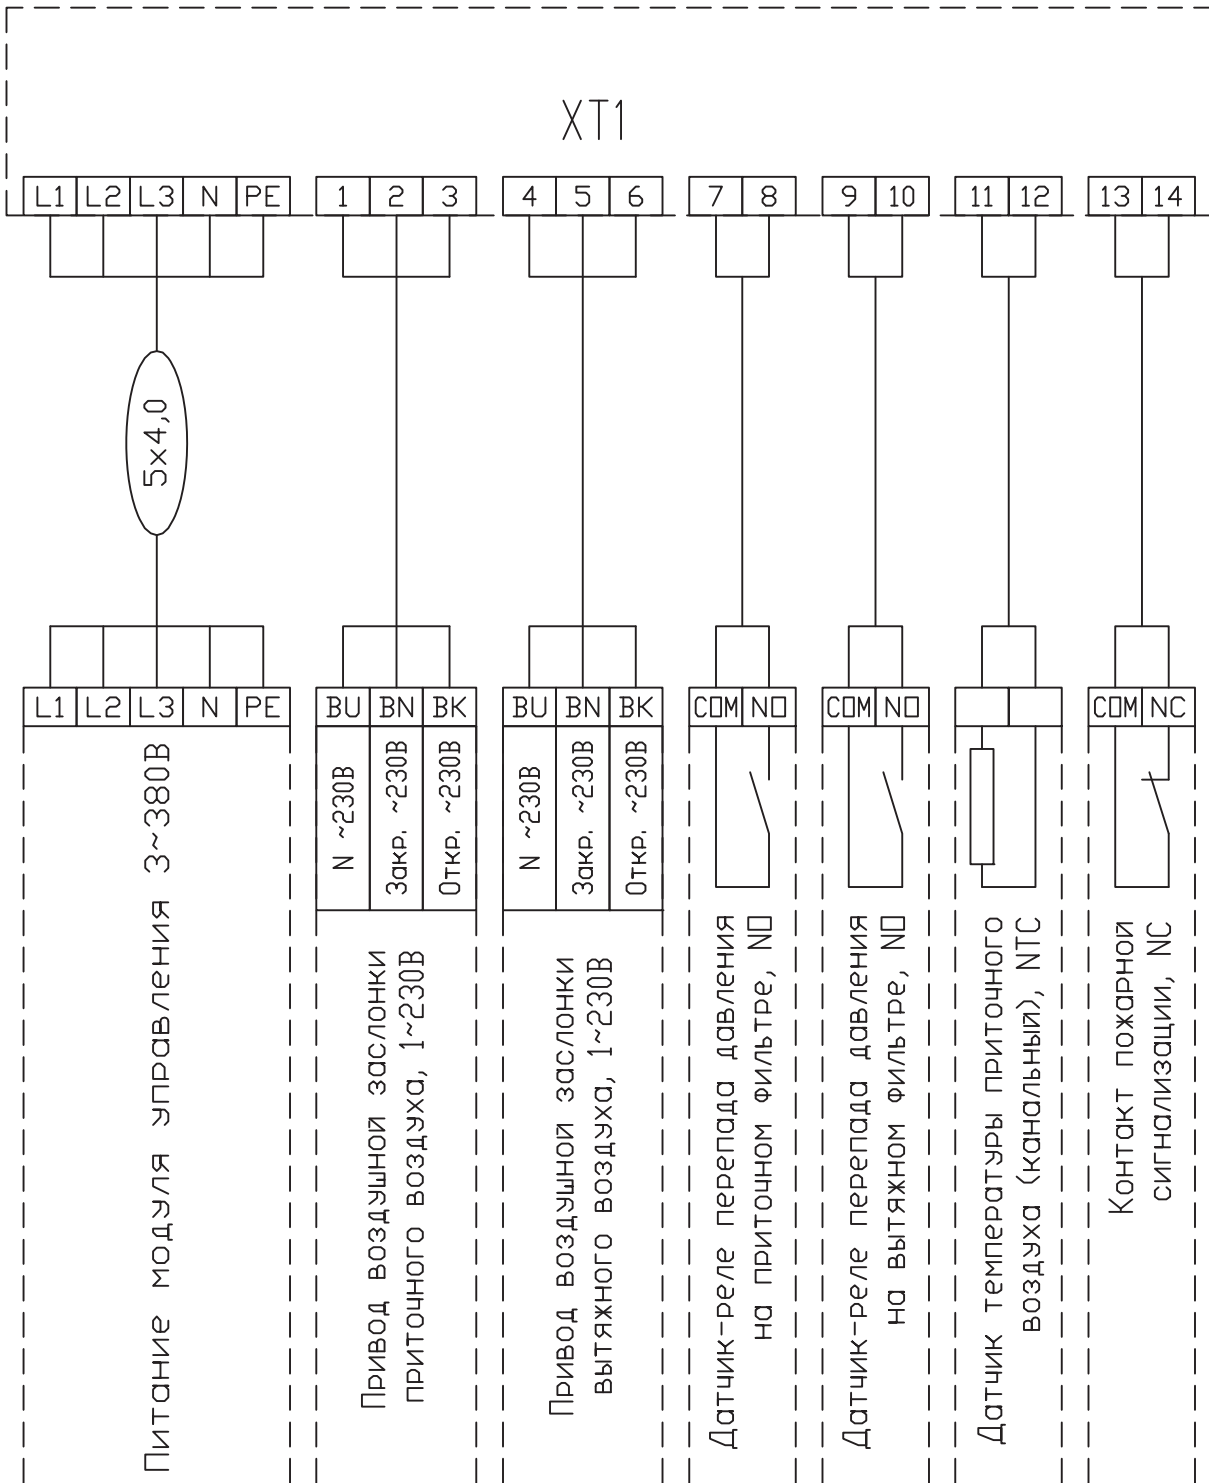 XT1
L1 L2 L3 N PE 1 2 3 4 5 6 7 8 9 10 11 12 13 14
5x4,0
L1 L2 L3 N PE BU BN BK BU BN BK COM NO COM NO COM NC
N ~230В
Закр. ~230В
Откр. ~230В
N ~230В
Закр. ~230В
Откр. ~230В
Питание модуля управления 3~380В
Привод воздушной заслонки
приточного воздуха, 1~230В
Привод воздушной заслонки
вытяжного воздуха, 1~230В
Датчик-реле перепада давления
на приточном фильтре, NO
Датчик-реле перепада давления
на вытяжном фильтре, NO
Датчик температуры приточного
воздуха (канальный), NTC
Контакт пожарной
сигнализации, NC